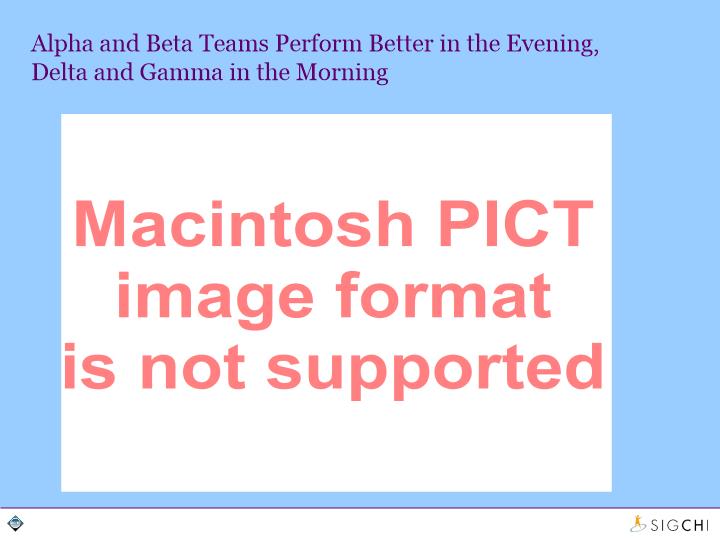 Alpha and Beta Teams Perform Better in the Evening,
Delta and Gamma in the Morning
Macintosh PICT
image format
is not supported
SIGCHI